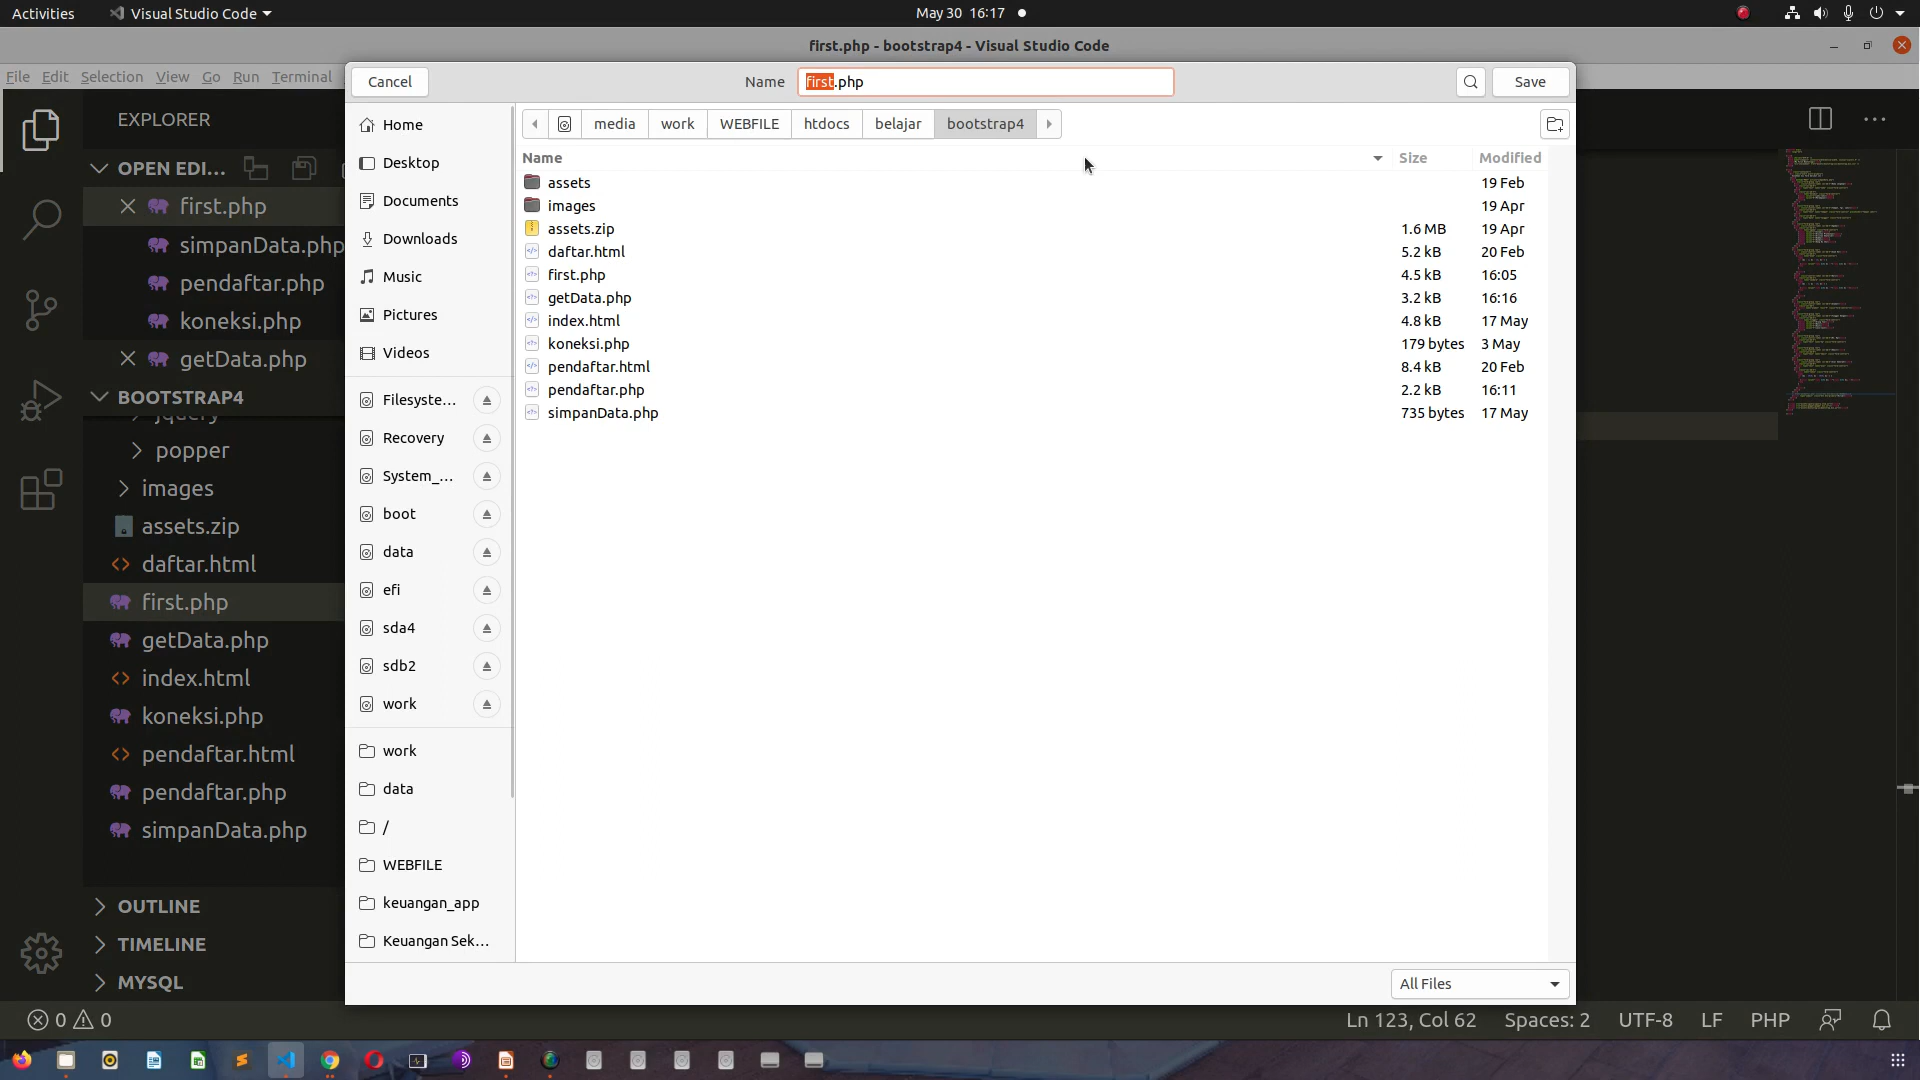 Activities
Visual Studio Code
May 30 16:17
first.php - bootstrap4 - Visual Studio Code
File Edit Selection View Go Run Terminal
Cancel
Name
first.php
Save
EXPLORER
OPEN EDI...
first.php
simpanData.php
pendaftar.php
koneksi.php
getData.php
BOOTSTRAP4
jquery
popper
images
assets.zip
daftar.html
first.php
getData.php
index.html
koneksi.php
pendaftar.html
pendaftar.php
simpanData.php
OUTLINE
TIMELINE
MYSQL
Home
Desktop
Documents
Downloads
Music
Pictures
Videos
Filesyste...
Recovery
System_...
boot
data
efi
sda4
sdb2
work
work
data
/
WEBFILE
keuangan_app
Keuangan Sek...
media work WEBFILE htdocs belajar bootstrap4
Name Size Modified
assets 19 Feb
images 19 Apr
assets.zip 1.6 MB 19 Apr
daftar.html 5.2 kB 20 Feb
first.php 4.5 kB 16:05
getData.php 3.2 kB 16:16
index.html 4.8 kB 17 May
koneksi.php 179 bytes 3 May
pendaftar.html 8.4 kB 20 Feb
pendaftar.php 2.2 kB 16:11
simpanData.php 735 bytes 17 May
All Files
0 0
Ln 123, Col 62 Spaces: 2 UTF-8 LF PHP